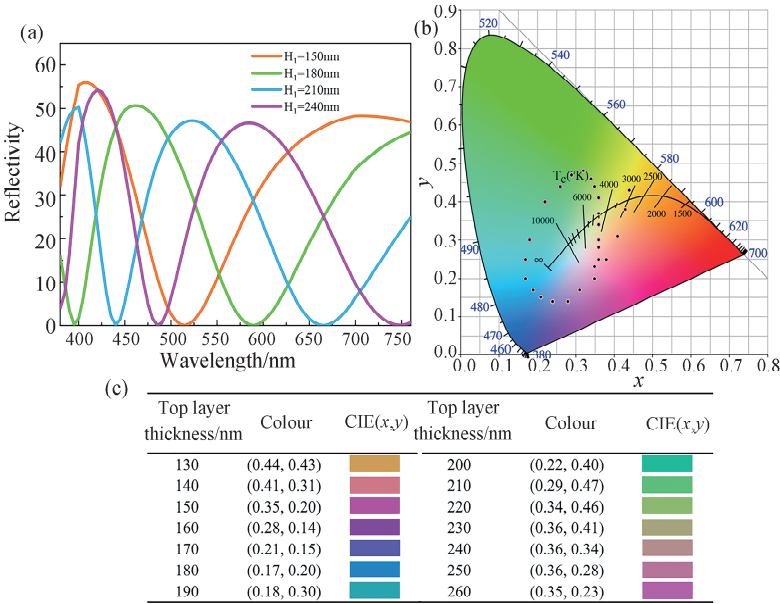 (a)
H1=150nm
H1=180nm
H1=210nm
H1=240nm
60
50
40
30
20
10
0
Reflectivity
400 450 500 550 600 650 700 750
Wavelength/nm
(b)
0.9
0.8
0.7
0.6
0.5
0.4
0.3
0.2
0.1
0.0
y
0.0 0.1 0.2 0.3 0.4 0.5 0.6 0.7 0.8
x
520
540
560
580
600
620
700
490
480
470
460
380
Tc(°K)
∞
10000
6000
4000
3000
2500
2000
1500
(c)
Top layer thickness/nm Colour CIE(x,y) Top layer thickness/nm Colour CIE(x,y)
130 (0.44, 0.43) 200 (0.22, 0.40)
140 (0.41, 0.31) 210 (0.29, 0.47)
150 (0.35, 0.20) 220 (0.34, 0.46)
160 (0.28, 0.14) 230 (0.36, 0.41)
170 (0.21, 0.15) 240 (0.36, 0.34)
180 (0.17, 0.20) 250 (0.36, 0.28)
190 (0.18, 0.30) 260 (0.35, 0.23)